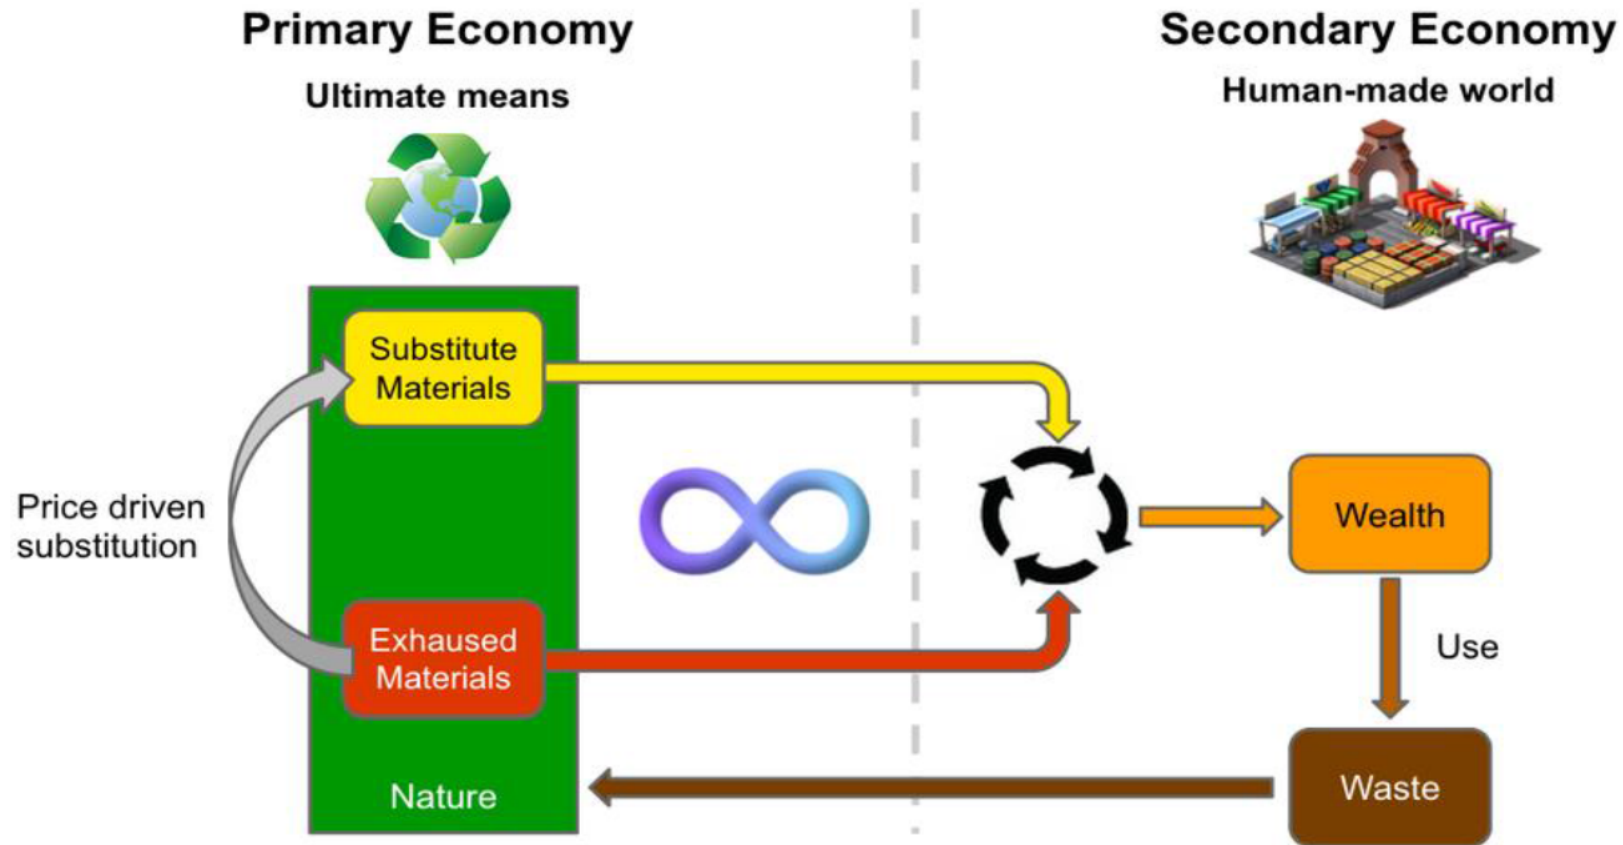 Primary Economy
Secondary Economy
Ultimate means
Human-made world
Substitute
Materials
Price driven
substitution
Wealth
Exhaused
Materials
Use
Nature
Waste